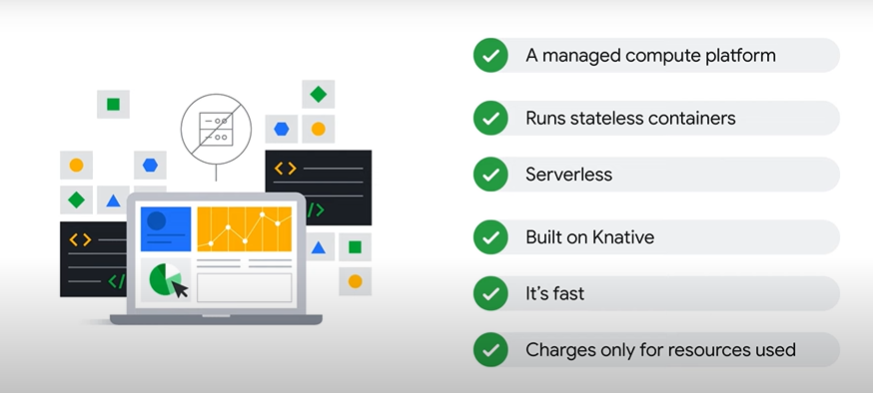 A managed compute platform
Runs stateless containers
Serverless
Built on Knative
It's fast
Charges only for resources used